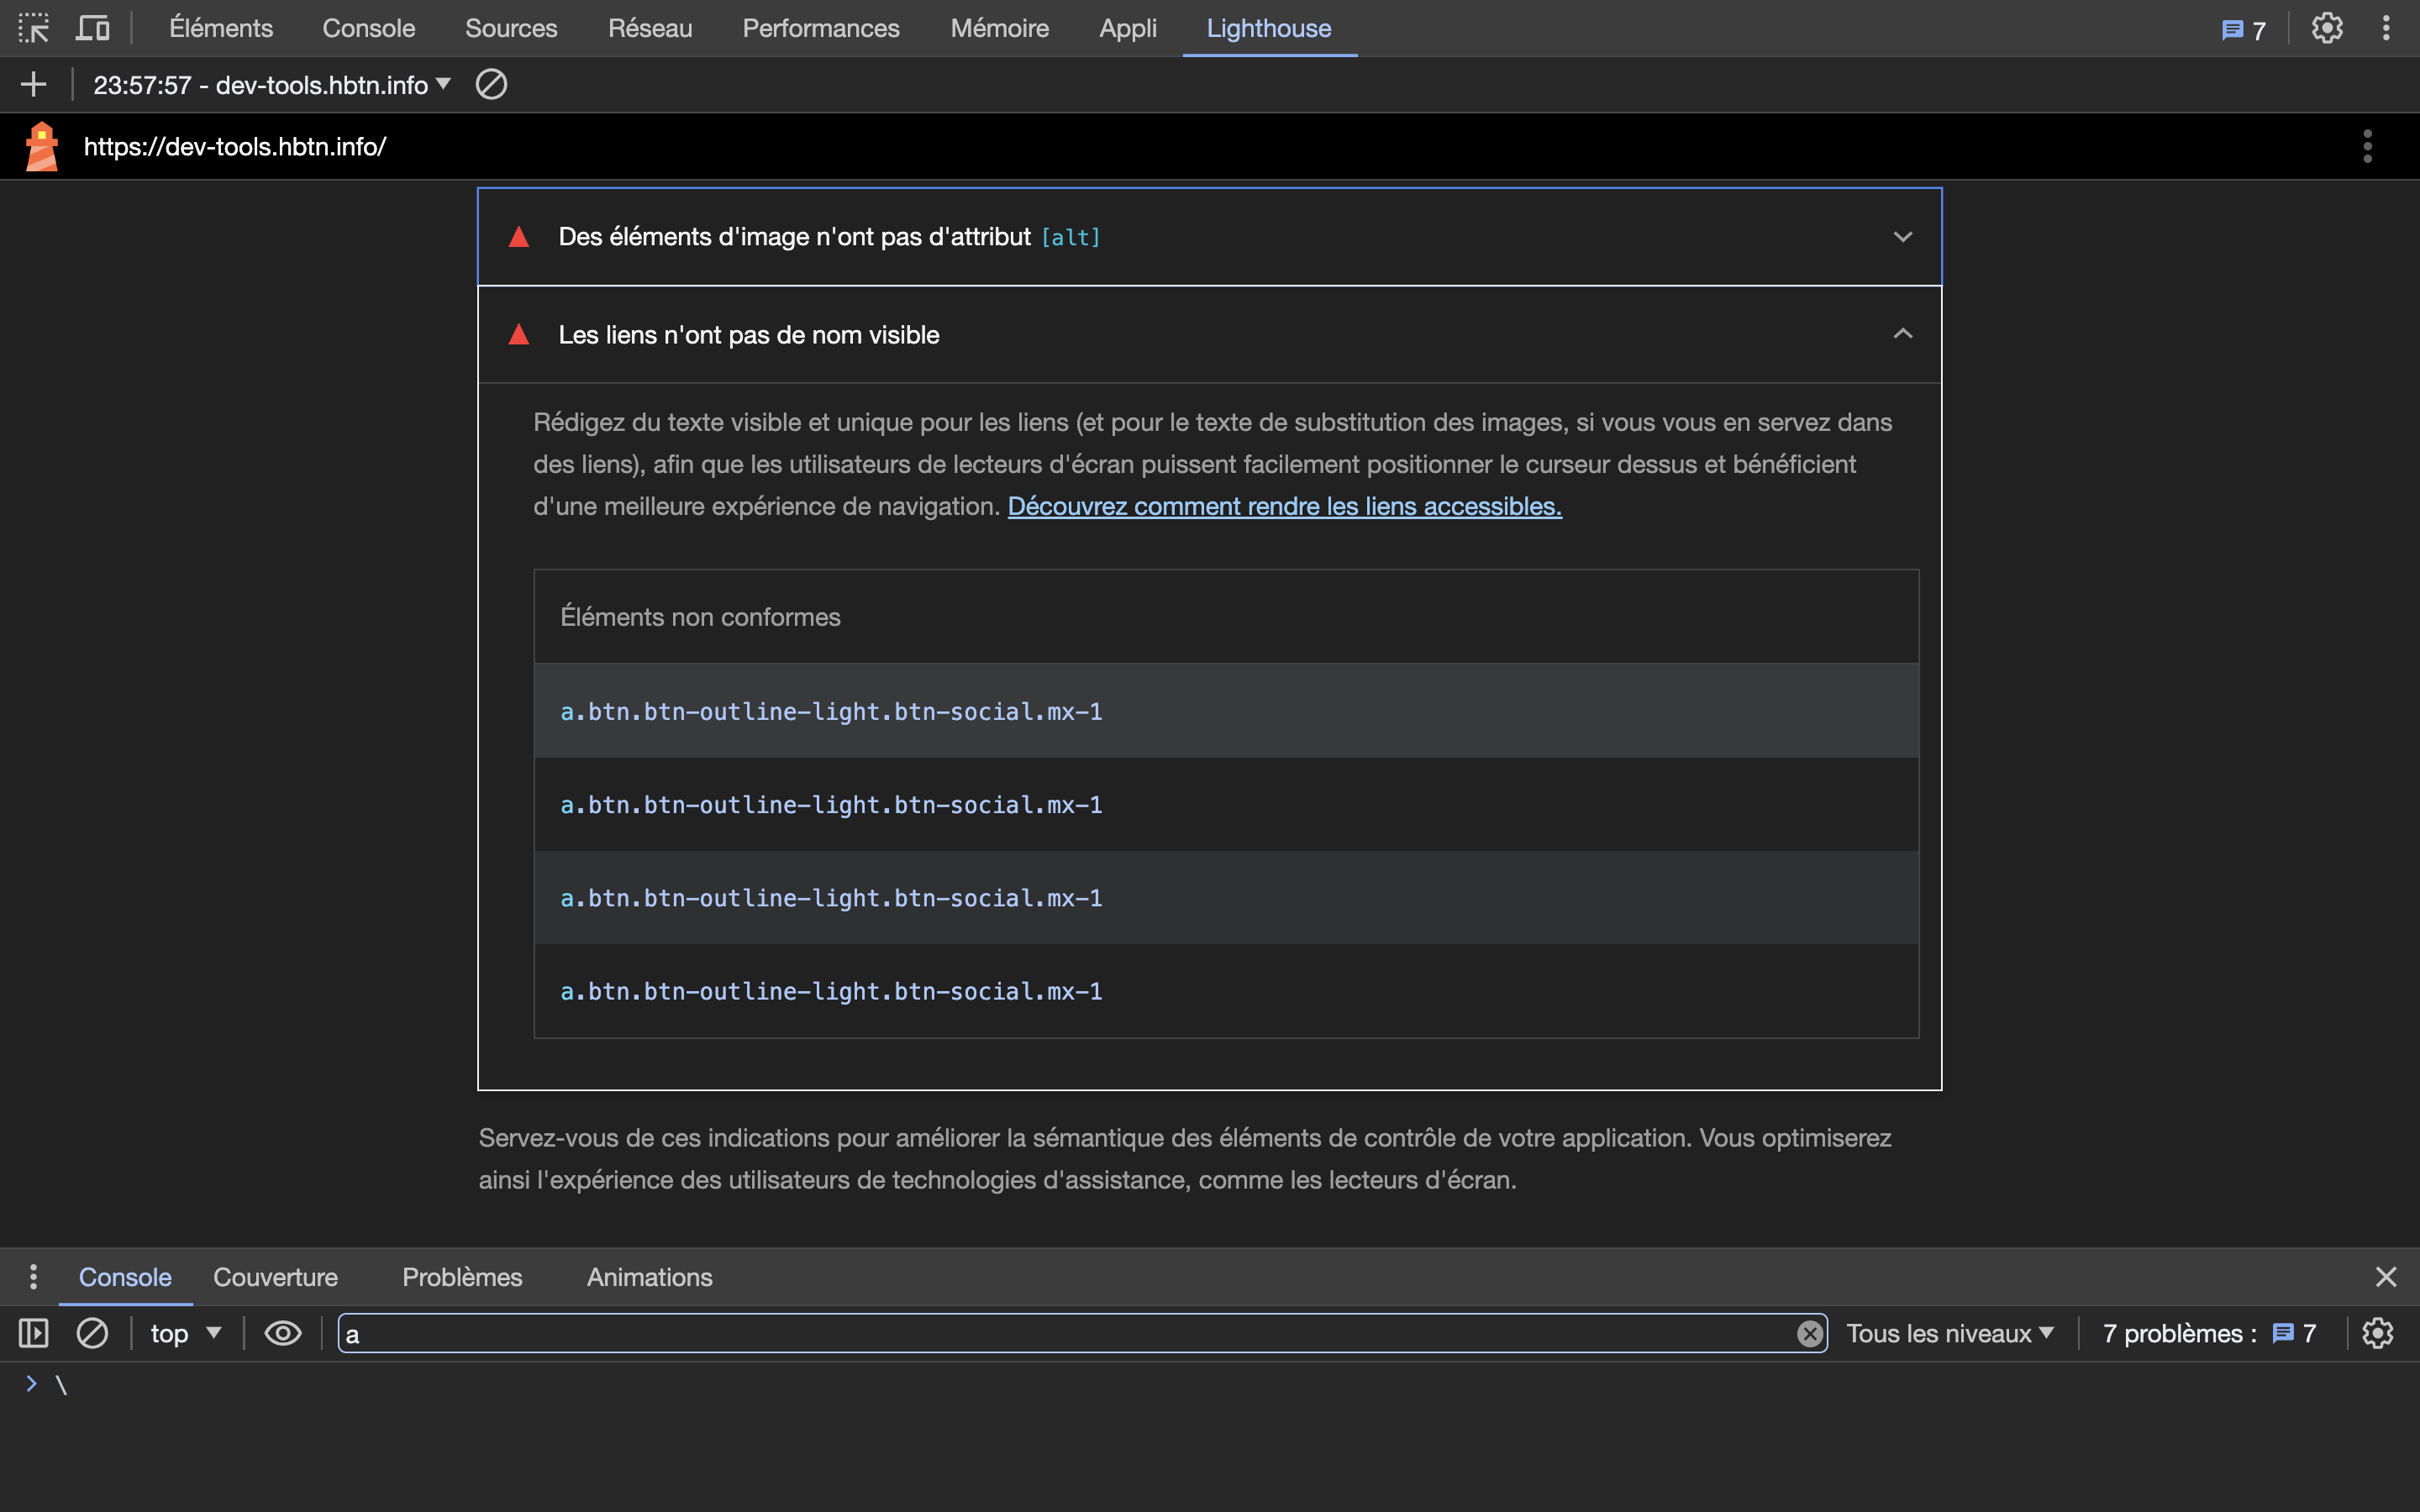 Éléments Console Sources Réseau Performances Mémoire Appli Lighthouse 7
23:57:57 - dev-tools.hbtn.info
https://dev-tools.hbtn.info/
Des éléments d'image n'ont pas d'attribut [alt]
Les liens n'ont pas de nom visible
Rédigez du texte visible et unique pour les liens (et pour le texte de substitution des images, si vous vous en servez dans
des liens), afin que les utilisateurs de lecteurs d'écran puissent facilement positionner le curseur dessus et bénéficient
d'une meilleure expérience de navigation. Découvrez comment rendre les liens accessibles.
Éléments non conformes
a.btn.btn-outline-light.btn-social.mx-1
a.btn.btn-outline-light.btn-social.mx-1
a.btn.btn-outline-light.btn-social.mx-1
a.btn.btn-outline-light.btn-social.mx-1
Servez-vous de ces indications pour améliorer la sémantique des éléments de contrôle de votre application. Vous optimiserez
ainsi l'expérience des utilisateurs de technologies d'assistance, comme les lecteurs d'écran.
Console Couverture Problèmes Animations
top a Tous les niveaux 7 problèmes : 7
\